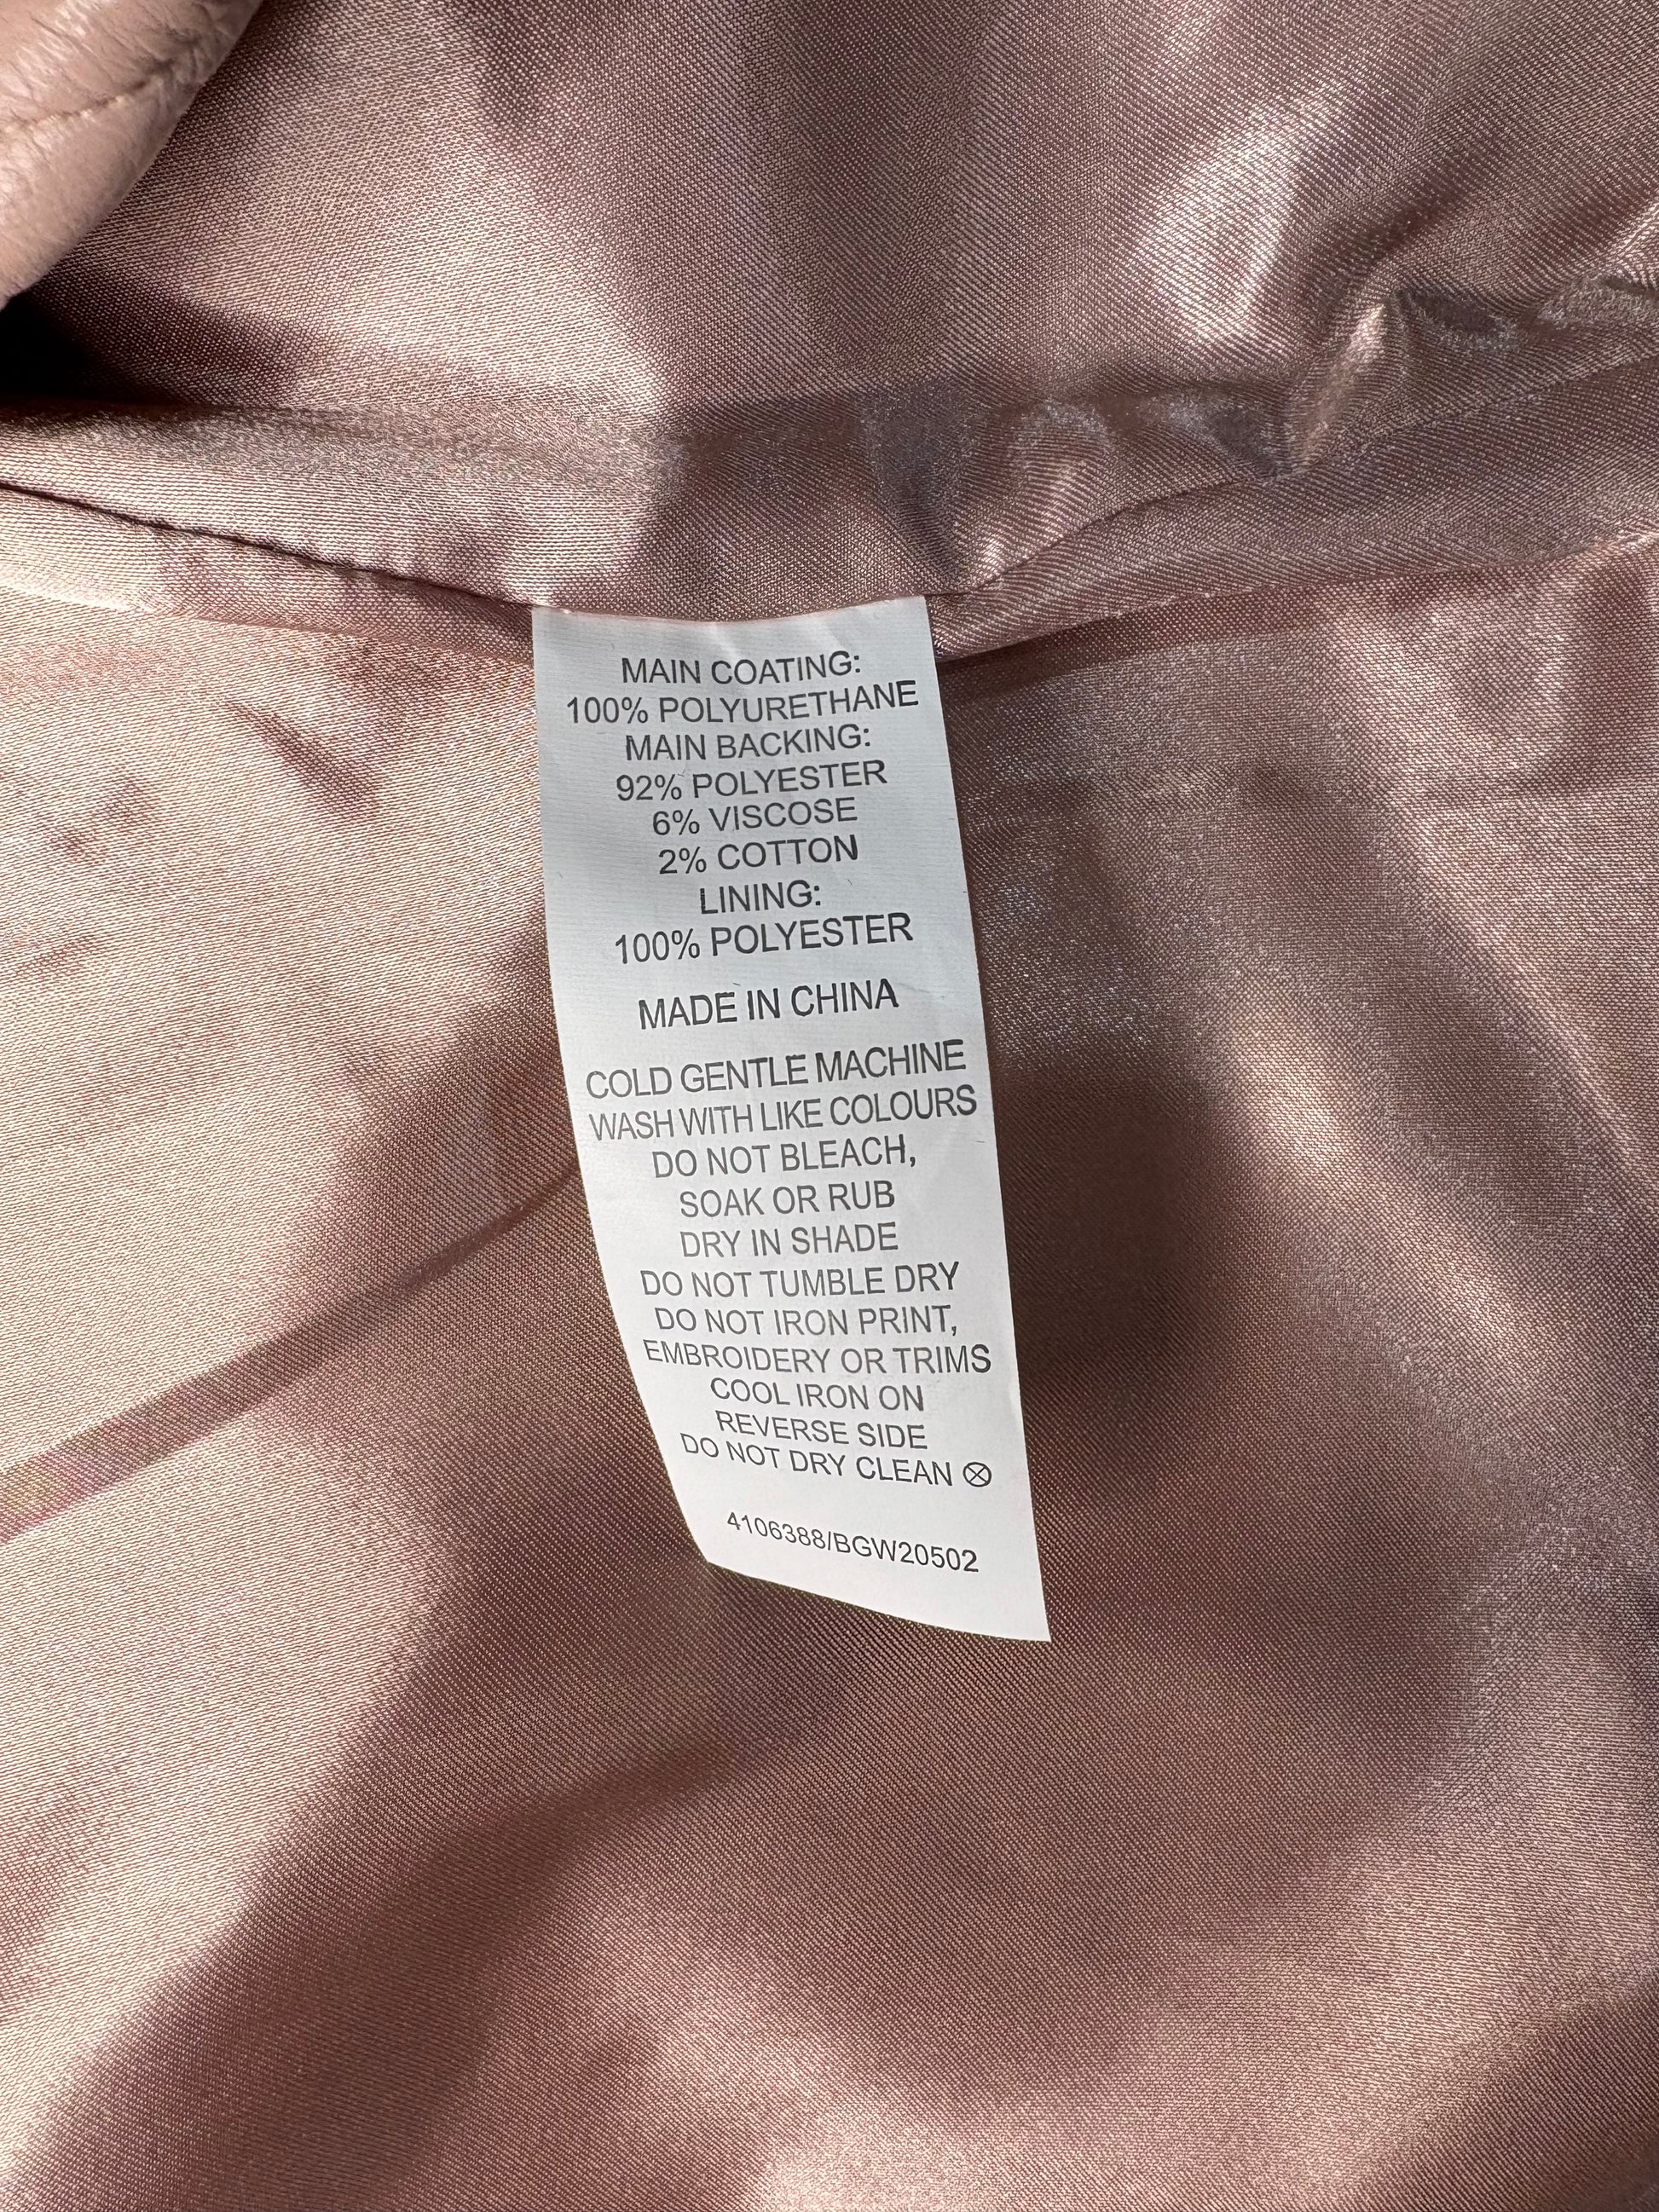 MAIN COATING:
100% POLYURETHANE
MAIN BACKING:
92% POLYESTER
6% VISCOSE
2% COTTON
LINING:
100% POLYESTER
MADE IN CHINA
COLD GENTLE MACHINE
WASH WITH LIKE COLOURS
DO NOT BLEACH,
SOAK OR RUB
DRY IN SHADE
DO NOT TUMBLE DRY
DO NOT IRON PRINT,
EMBROIDERY OR TRIMS
COOL IRON ON
REVERSE SIDE
DO NOT DRY CLEAN
4106388/BGW20502